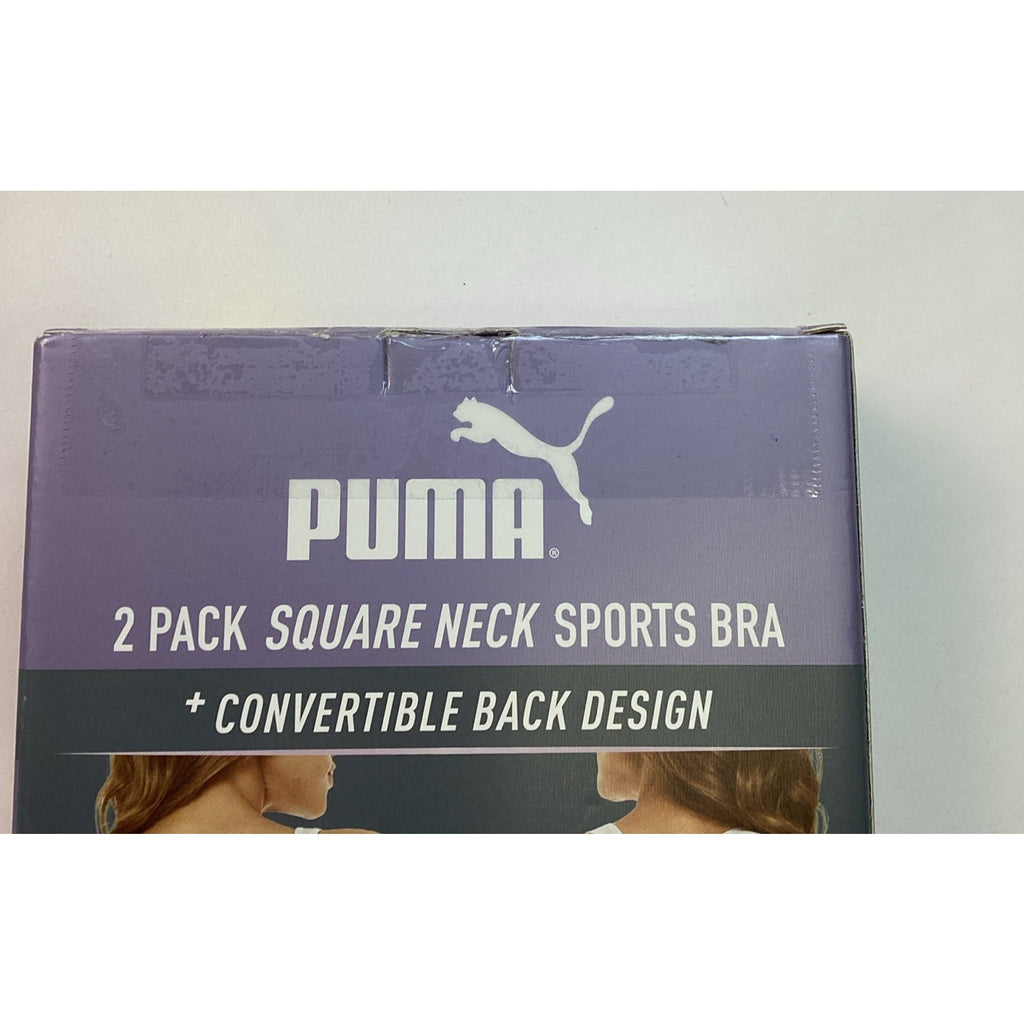 PUMA®
2 PACK SQUARE NECK SPORTS BRA
+ CONVERTIBLE BACK DESIGN